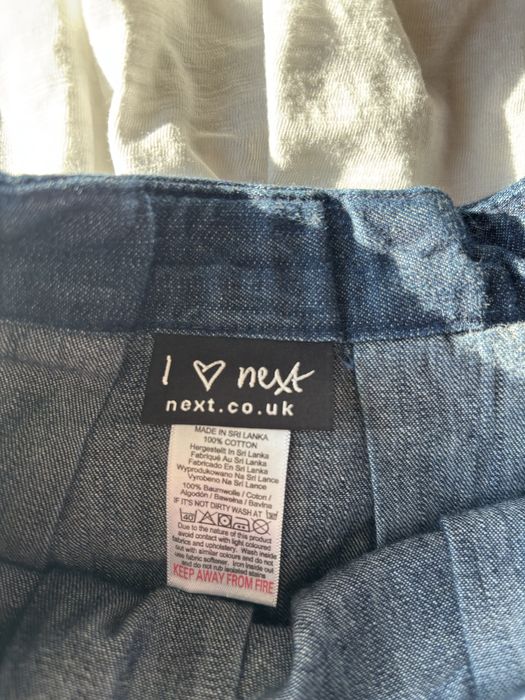 I ♡ next
next.co.uk
MADE IN SRI LANKA
100% COTTON
Hergestellt In Sri Lanka
Fabriqué Au Sri Lanka
Fabricado En Sri Lanka
Wyprodukowano Na Sri Lance
Vyrobeno Na Srí Lance
100% Baumwolle / Coton /
Algodón / Bawełna / Bavlna
IF IT'S NOT DIRTY WASH AT
40
Due to the nature of this product
avoid contact with light coloured
fabrics and upholstery. Wash inside
out with similar colours and do not
use fabric softener. Iron inside out
and do not rub isolated stains
KEEP AWAY FROM FIRE